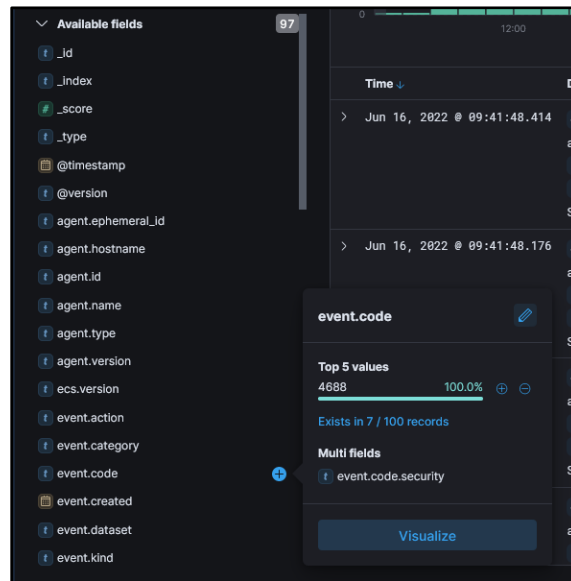 Available fields 97
t _id
t _index
# _score
t _type
@timestamp
t @version
t agent.ephemeral_id
t agent.hostname
t agent.id
t agent.name
t agent.type
t agent.version
t ecs.version
t event.action
t event.category
t event.code
event.created
t event.dataset
t event.kind
0
12:00
Time
D
Jun 16, 2022 @ 09:41:48.414
a
S
Jun 16, 2022 @ 09:41:48.176
a
S
a
S
a
event.code
Top 5 values
4688 100.0%
Exists in 7 / 100 records
Multi fields
t event.code.security
Visualize